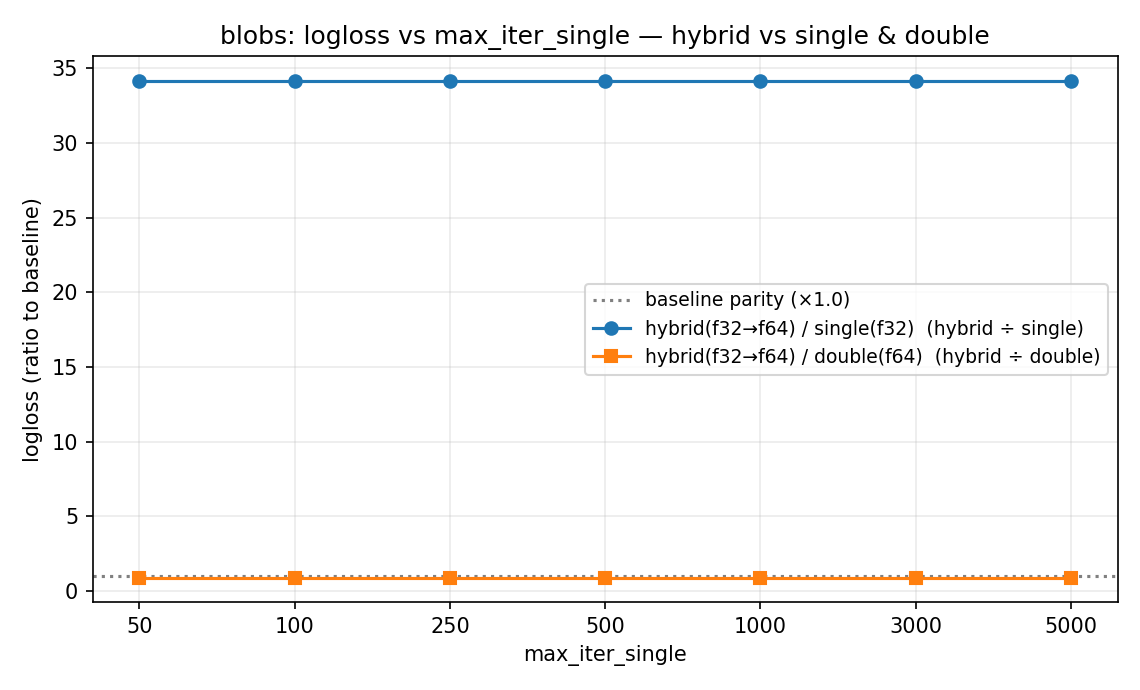 blobs: logloss vs max_iter_single — hybrid vs single & double
logloss (ratio to baseline)
35
30
25
20
15
10
5
0
baseline parity (×1.0)
hybrid(f32→f64) / single(f32)  (hybrid ÷ single)
hybrid(f32→f64) / double(f64)  (hybrid ÷ double)
50 100 250 500 1000 3000 5000
max_iter_single